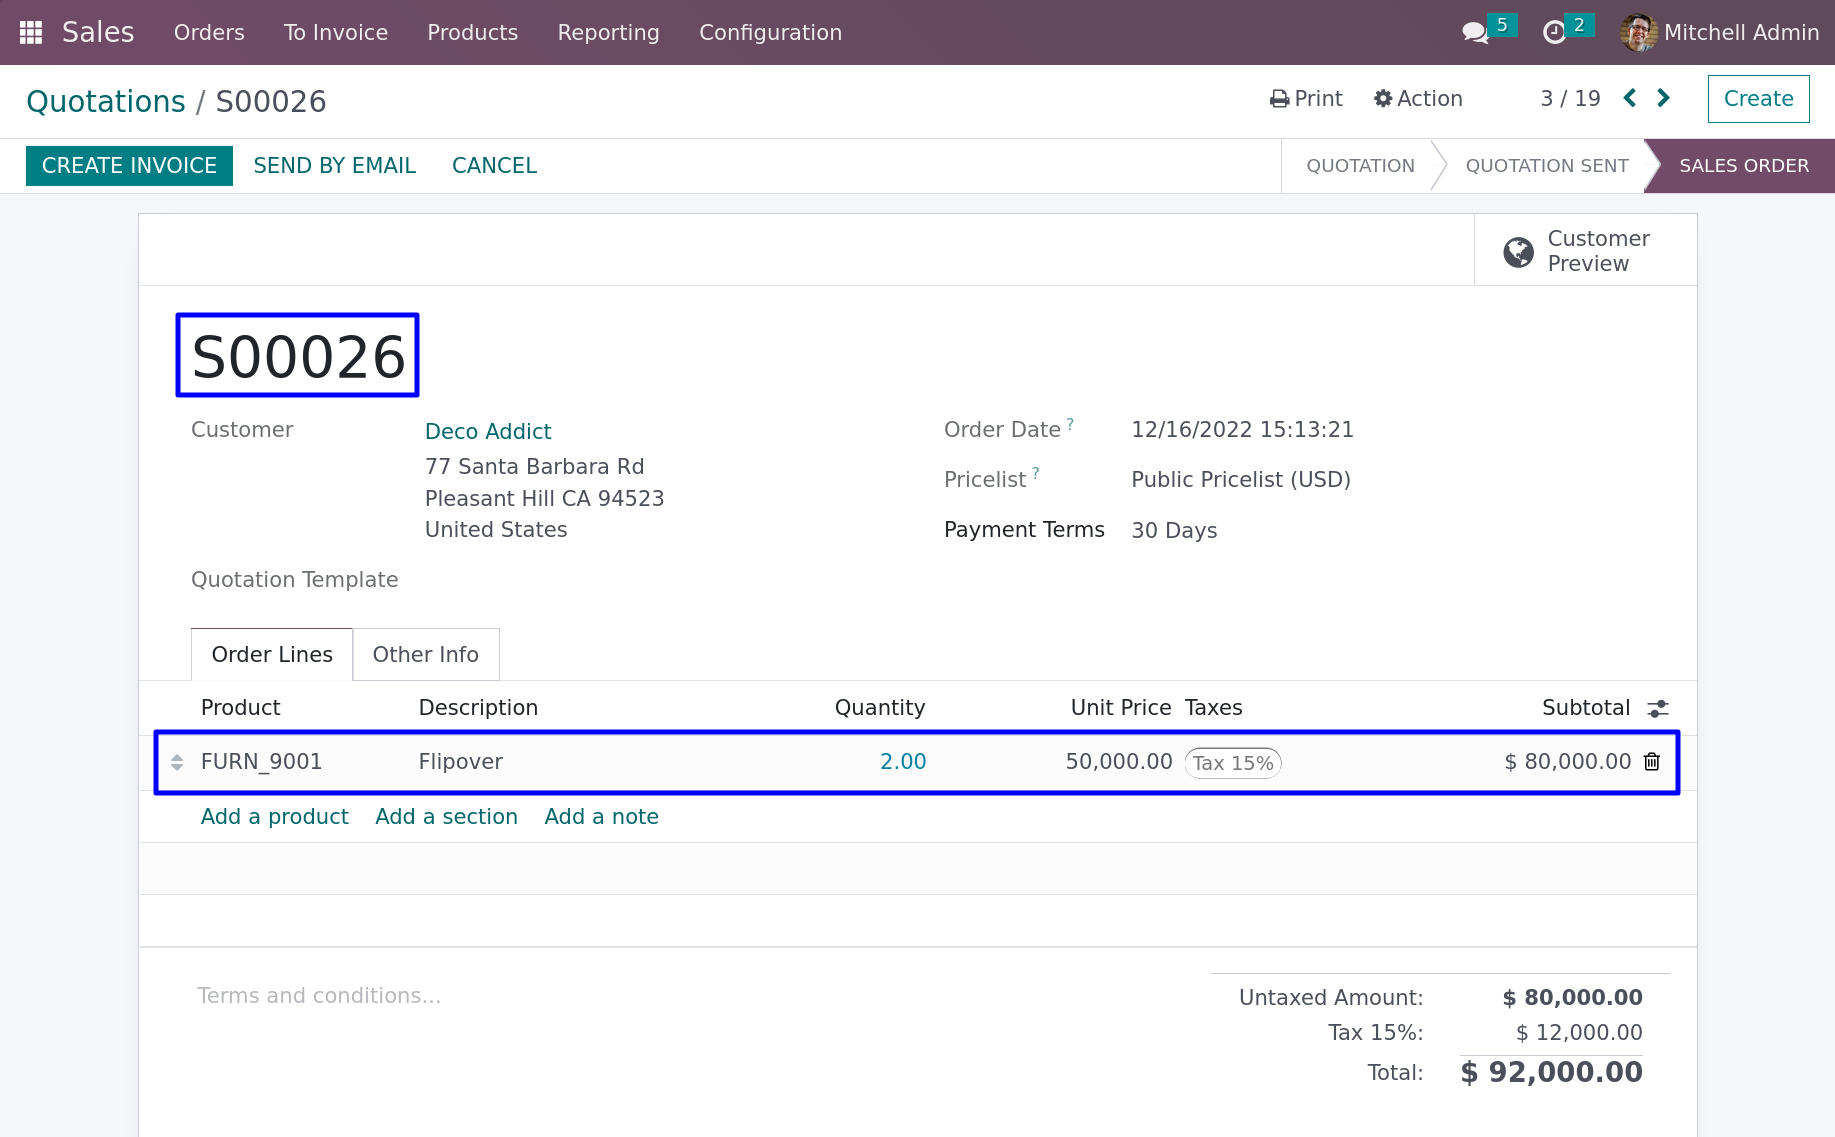 Sales Orders To Invoice Products Reporting Configuration 5 2 Mitchell Admin
Quotations / S00026 Print Action 3 / 19 Create
CREATE INVOICE SEND BY EMAIL CANCEL QUOTATION QUOTATION SENT SALES ORDER
Customer
Preview
S00026
Customer Deco Addict Order Date ? 12/16/2022 15:13:21
77 Santa Barbara Rd
Pleasant Hill CA 94523 Pricelist ? Public Pricelist (USD)
United States Payment Terms 30 Days
Quotation Template
Order Lines Other Info
Product Description Quantity Unit Price Taxes Subtotal
FURN_9001 Flipover 2.00 50,000.00 Tax 15% $ 80,000.00
Add a product Add a section Add a note
Terms and conditions... Untaxed Amount: $ 80,000.00
Tax 15%: $ 12,000.00
Total: $ 92,000.00